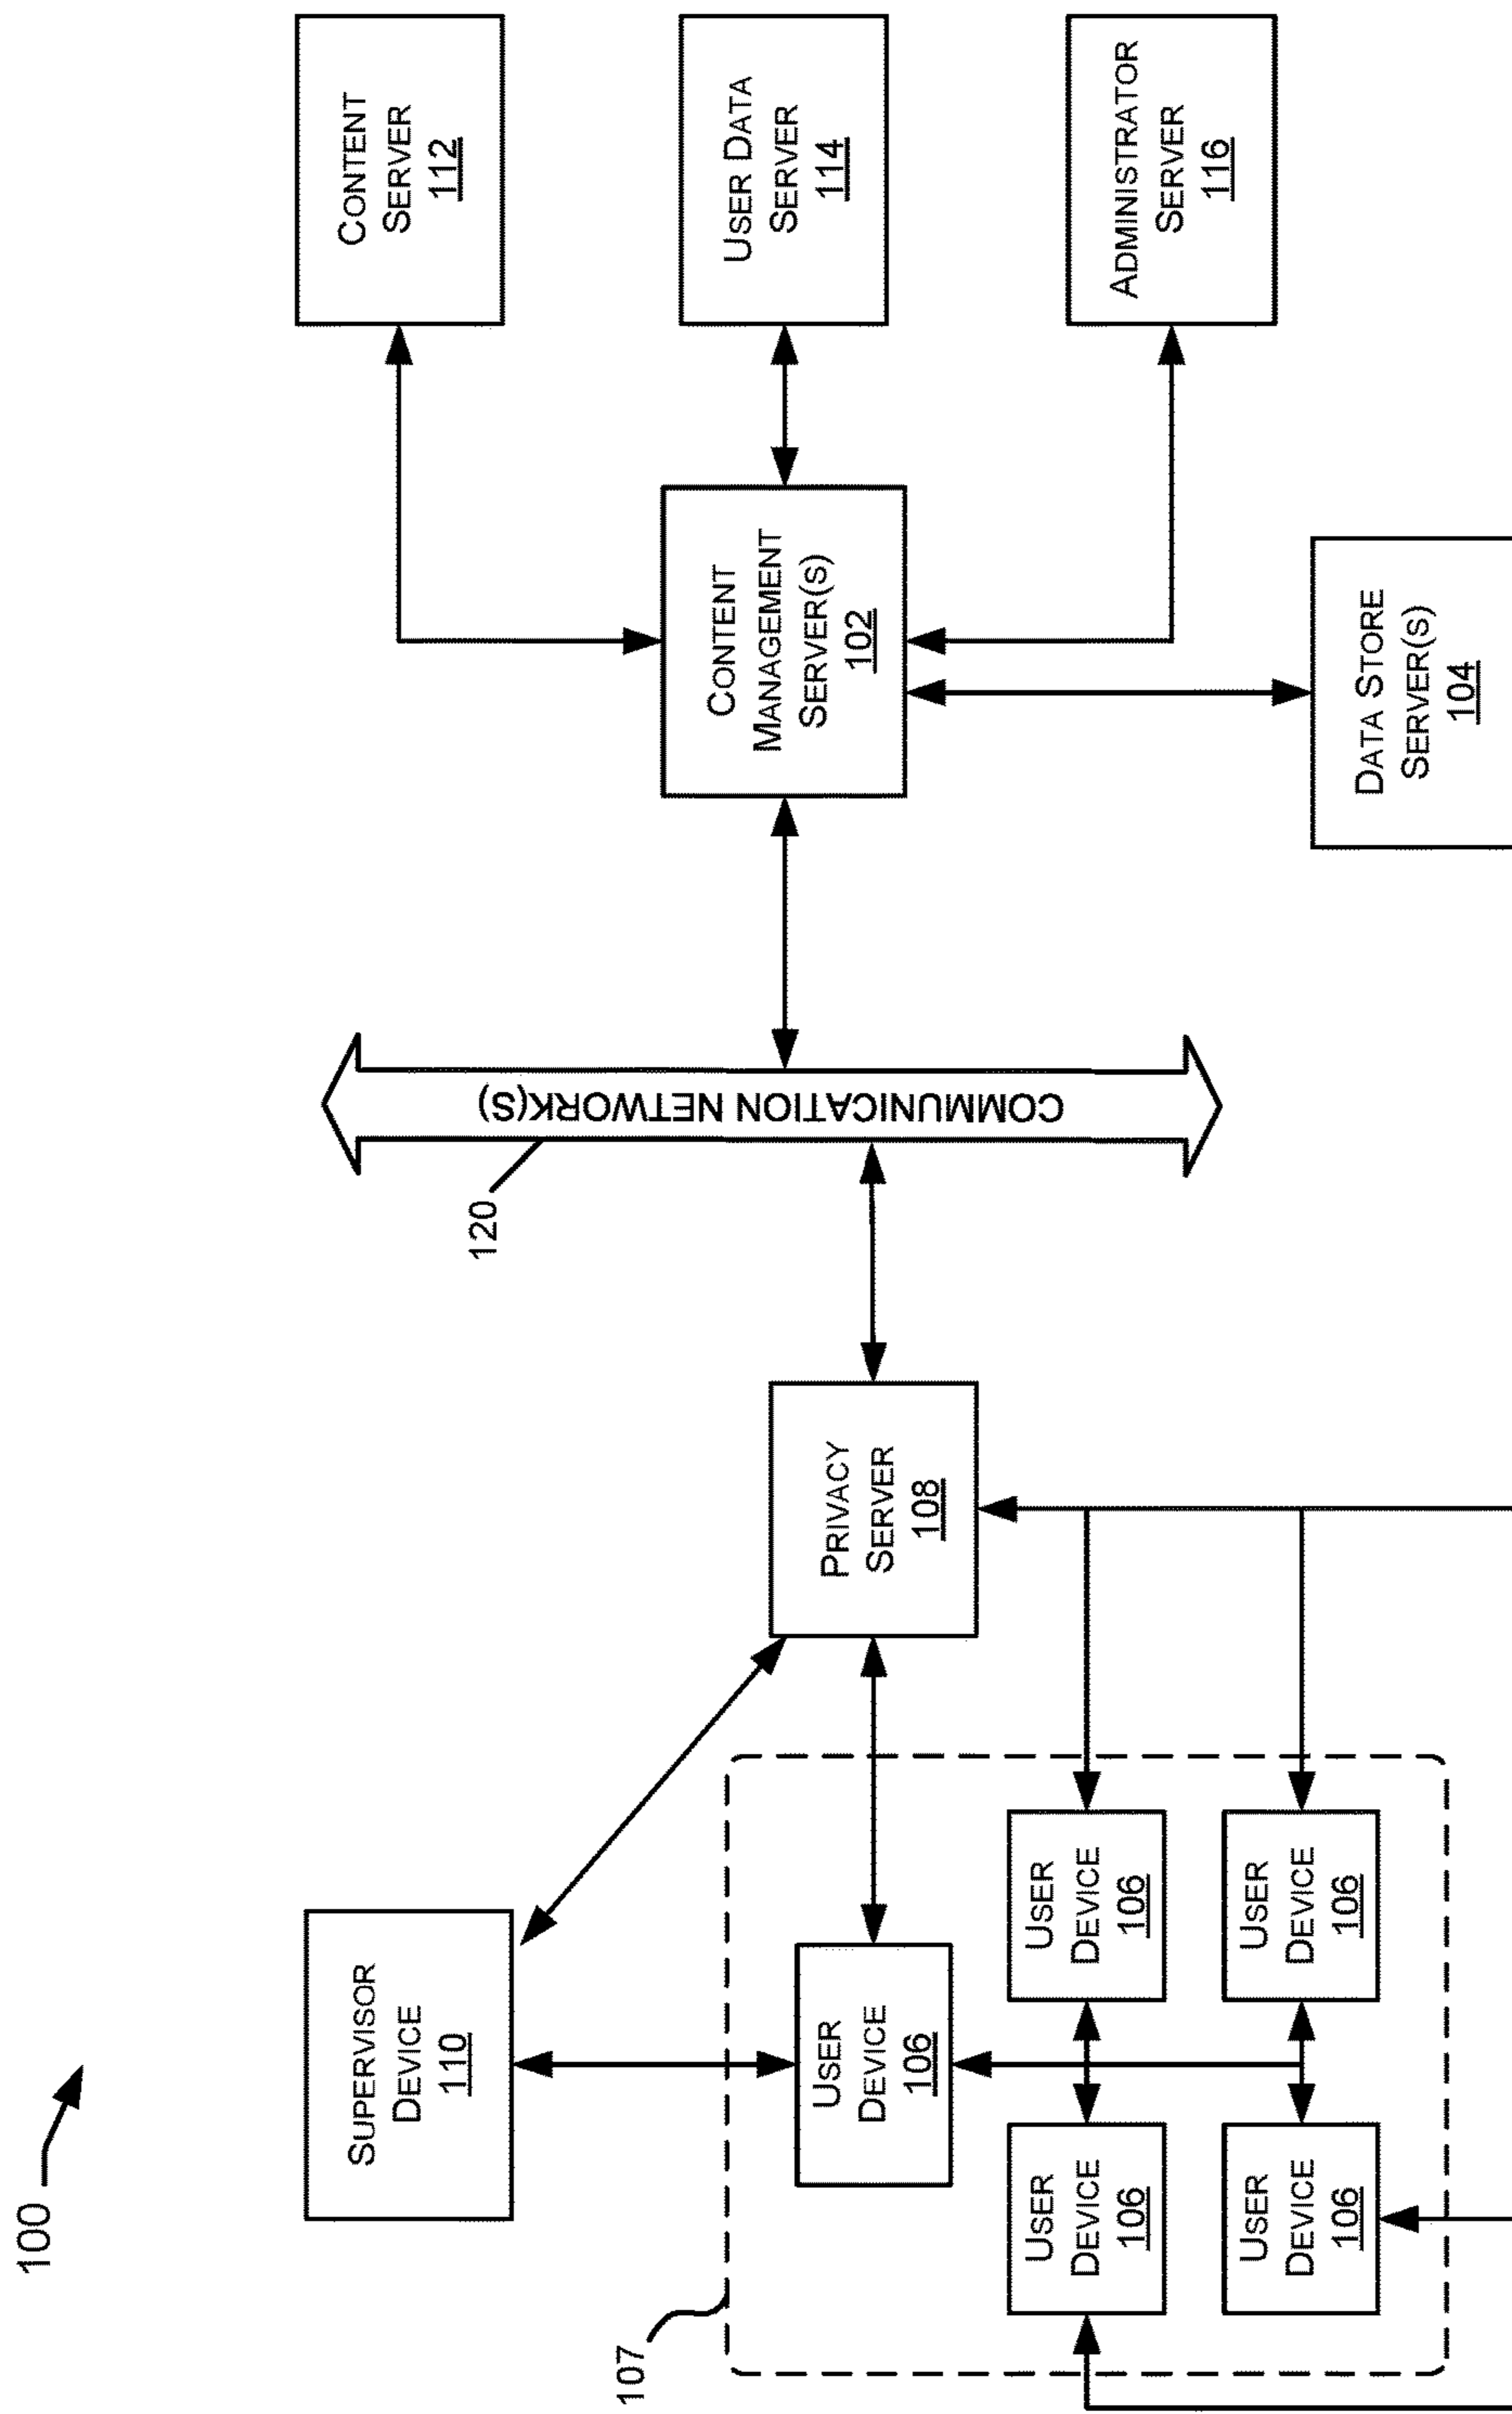 100
SUPERVISOR
DEVICE
110
107
USER
DEVICE
106
USER
DEVICE
106
USER
DEVICE
106
USER
DEVICE
106
USER
DEVICE
106
PRIVACY
SERVER
108
120
COMMUNICATION NETWORK(S)
CONTENT
MANAGEMENT
SERVER(S)
102
DATA STORE
SERVER(S)
104
CONTENT
SERVER
112
USER DATA
SERVER
114
ADMINISTRATOR
SERVER
116